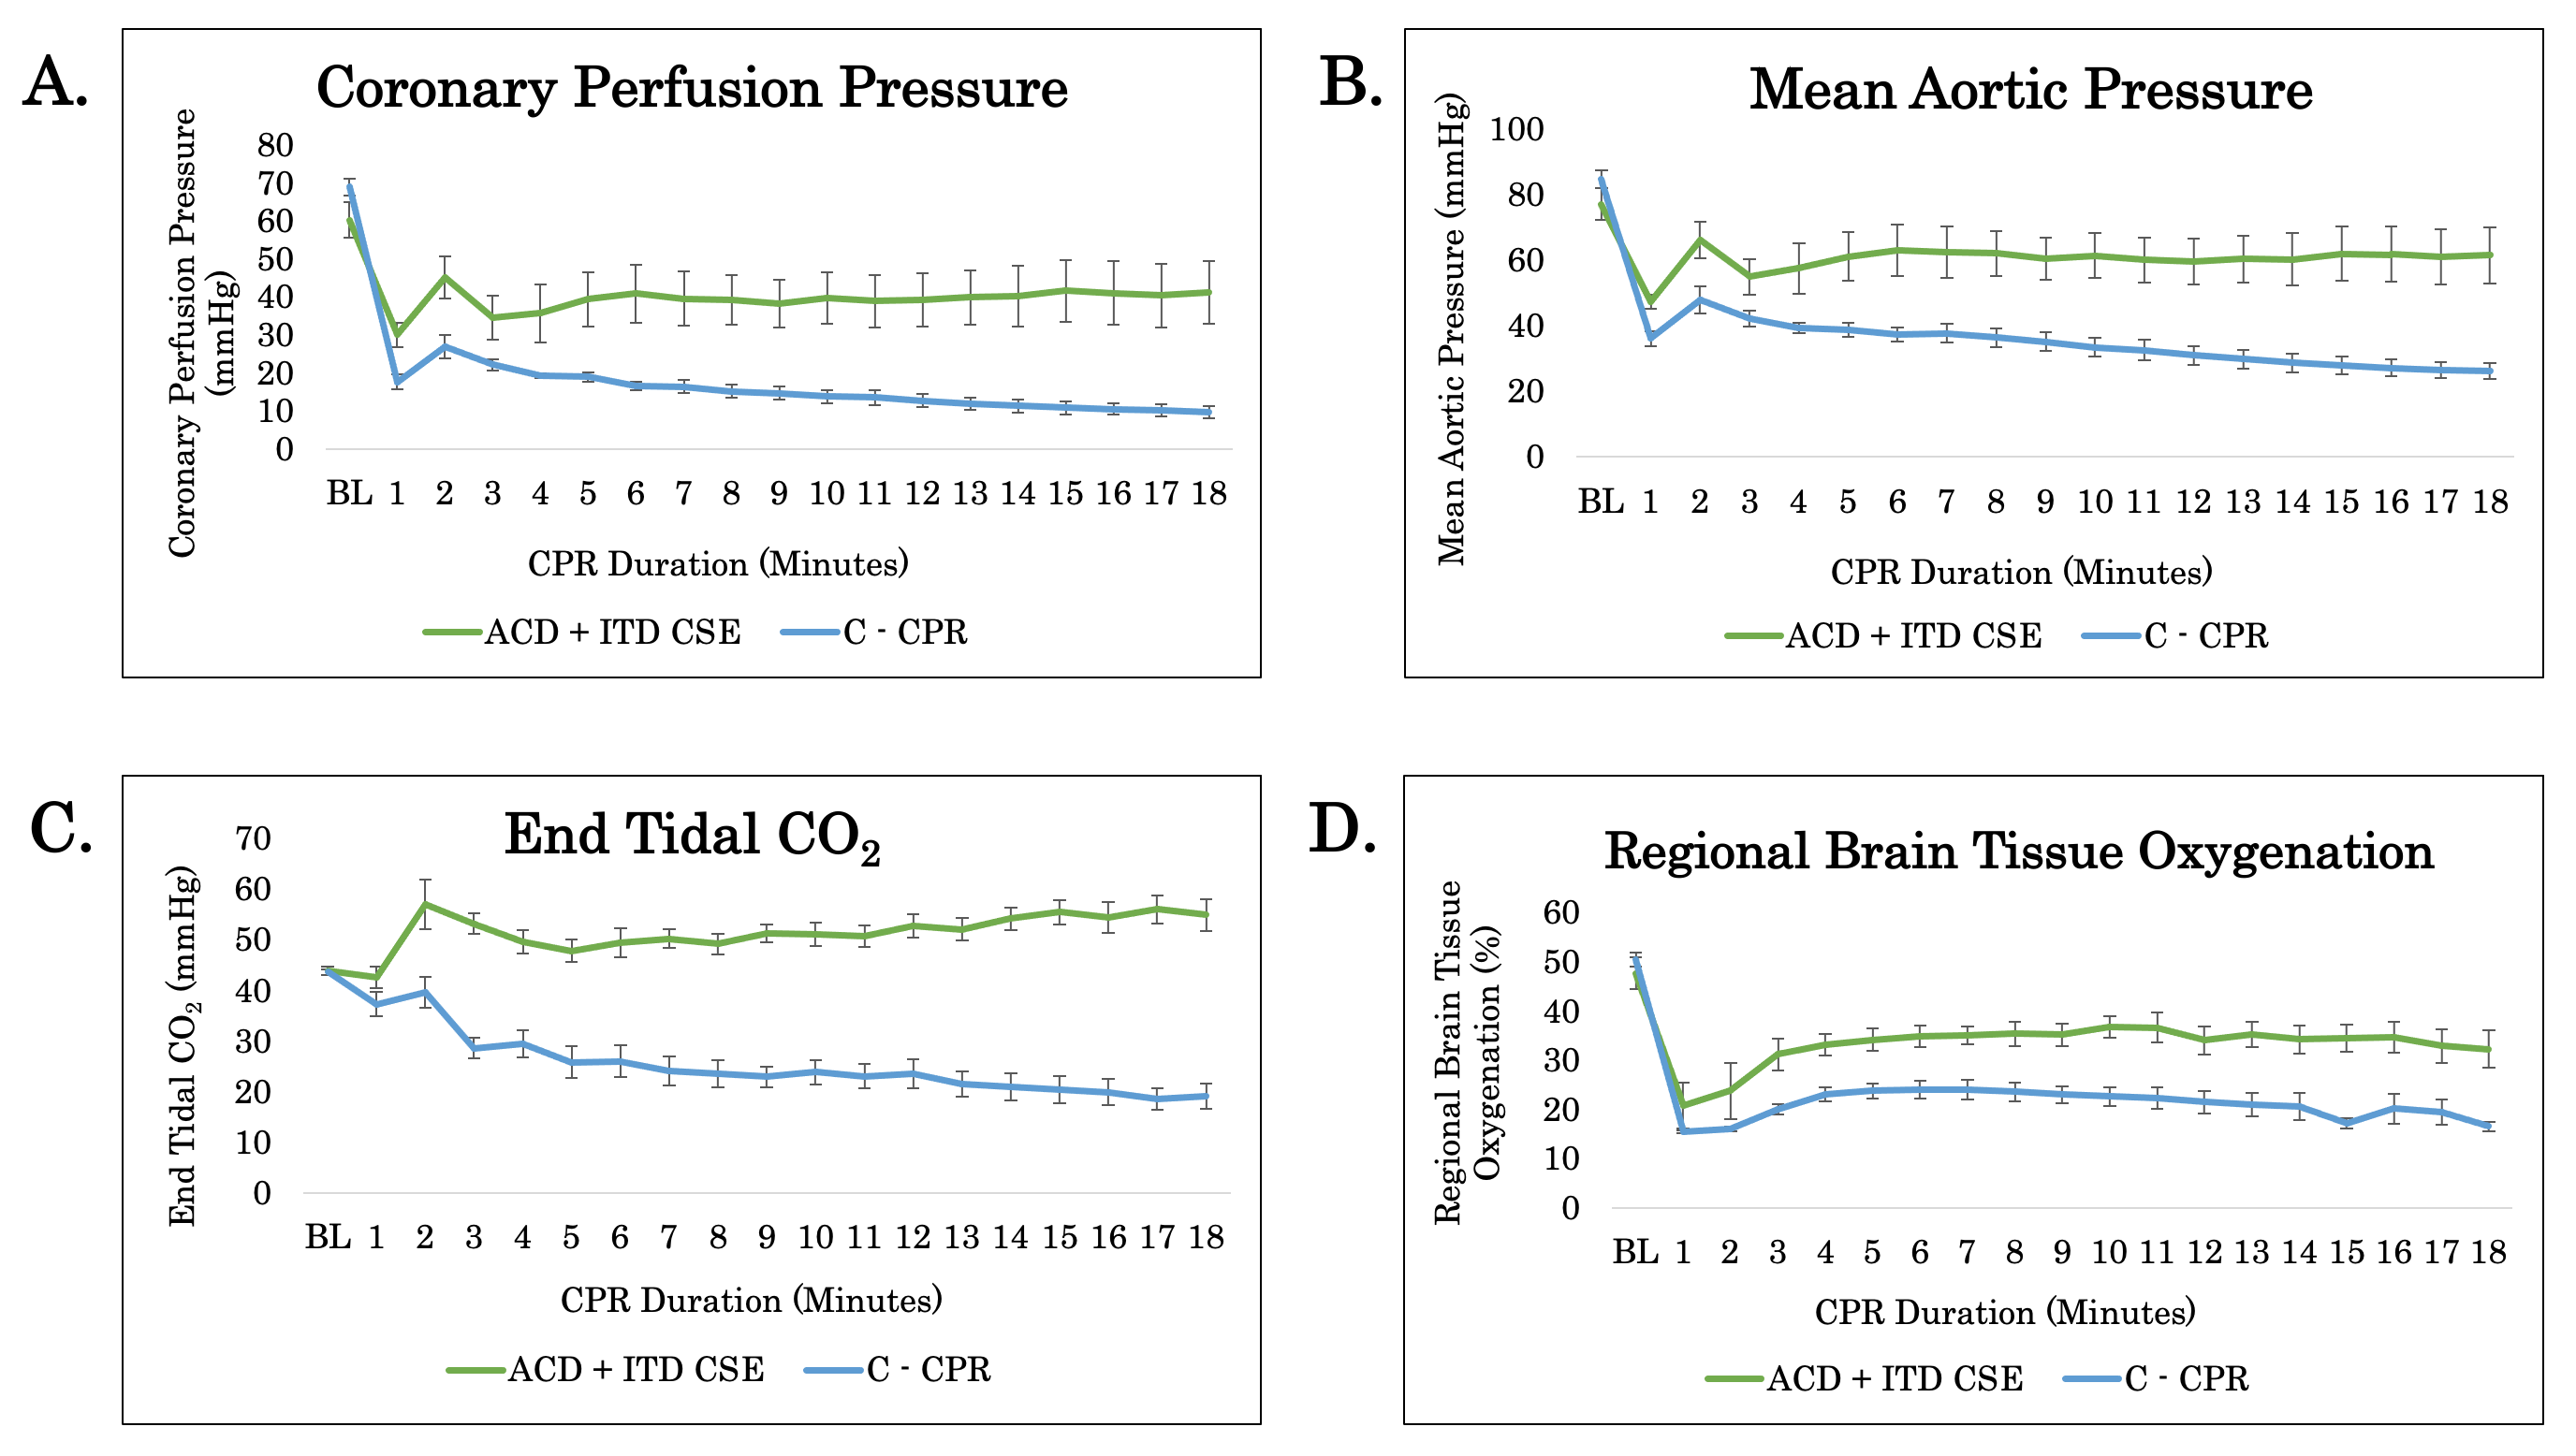 A.
Coronary Perfusion Pressure
Coronary Perfusion Pressure
(mmHg)
80
70
60
50
40
30
20
10
0
BL 1 2 3 4 5 6 7 8 9 10 11 12 13 14 15 16 17 18
CPR Duration (Minutes)
ACD + ITD CSE C - CPR
B.
Mean Aortic Pressure
Mean Aortic Pressure (mmHg)
100
80
60
40
20
0
BL 1 2 3 4 5 6 7 8 9 10 11 12 13 14 15 16 17 18
CPR Duration (Minutes)
ACD + ITD CSE C - CPR
C.
End Tidal CO₂
End Tidal CO₂ (mmHg)
70
60
50
40
30
20
10
0
BL 1 2 3 4 5 6 7 8 9 10 11 12 13 14 15 16 17 18
CPR Duration (Minutes)
ACD + ITD CSE C - CPR
D.
Regional Brain Tissue Oxygenation
Regional Brain Tissue
Oxygenation (%)
60
50
40
30
20
10
0
BL 1 2 3 4 5 6 7 8 9 10 11 12 13 14 15 16 17 18
CPR Duration (Minutes)
ACD + ITD CSE C - CPR